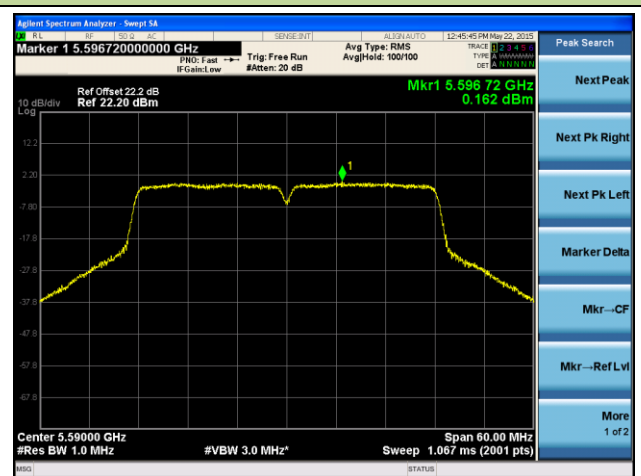 Agilent Spectrum Analyzer - Swept SA
RL RF 50 Ω AC SENSE:INT ALIGN AUTO 12:45:45 PM May 22, 2015
Marker 1 5.596720000000 GHz
PNO: Fast
IFGain:Low
Trig: Free Run
#Atten: 20 dB
Avg Type: RMS
Avg|Hold: 100/100
TRACE 1 2 3 4 5 6
TYPE A
DET A N N N N N
Peak Search
Ref Offset 22.2 dB
10 dB/div Ref 22.20 dBm
Log
Mkr1 5.596 72 GHz
0.162 dBm
Next Peak
12.2
Next Pk Right
1
2.20
Next Pk Left
-7.80
-17.8
Marker Delta
-27.8
-37.8
Mkr→CF
-47.8
-57.8
Mkr→Ref Lvl
-67.8
More
1 of 2
Center 5.59000 GHz Span 60.00 MHz
#Res BW 1.0 MHz #VBW 3.0 MHz* Sweep 1.067 ms (2001 pts)
MSG STATUS